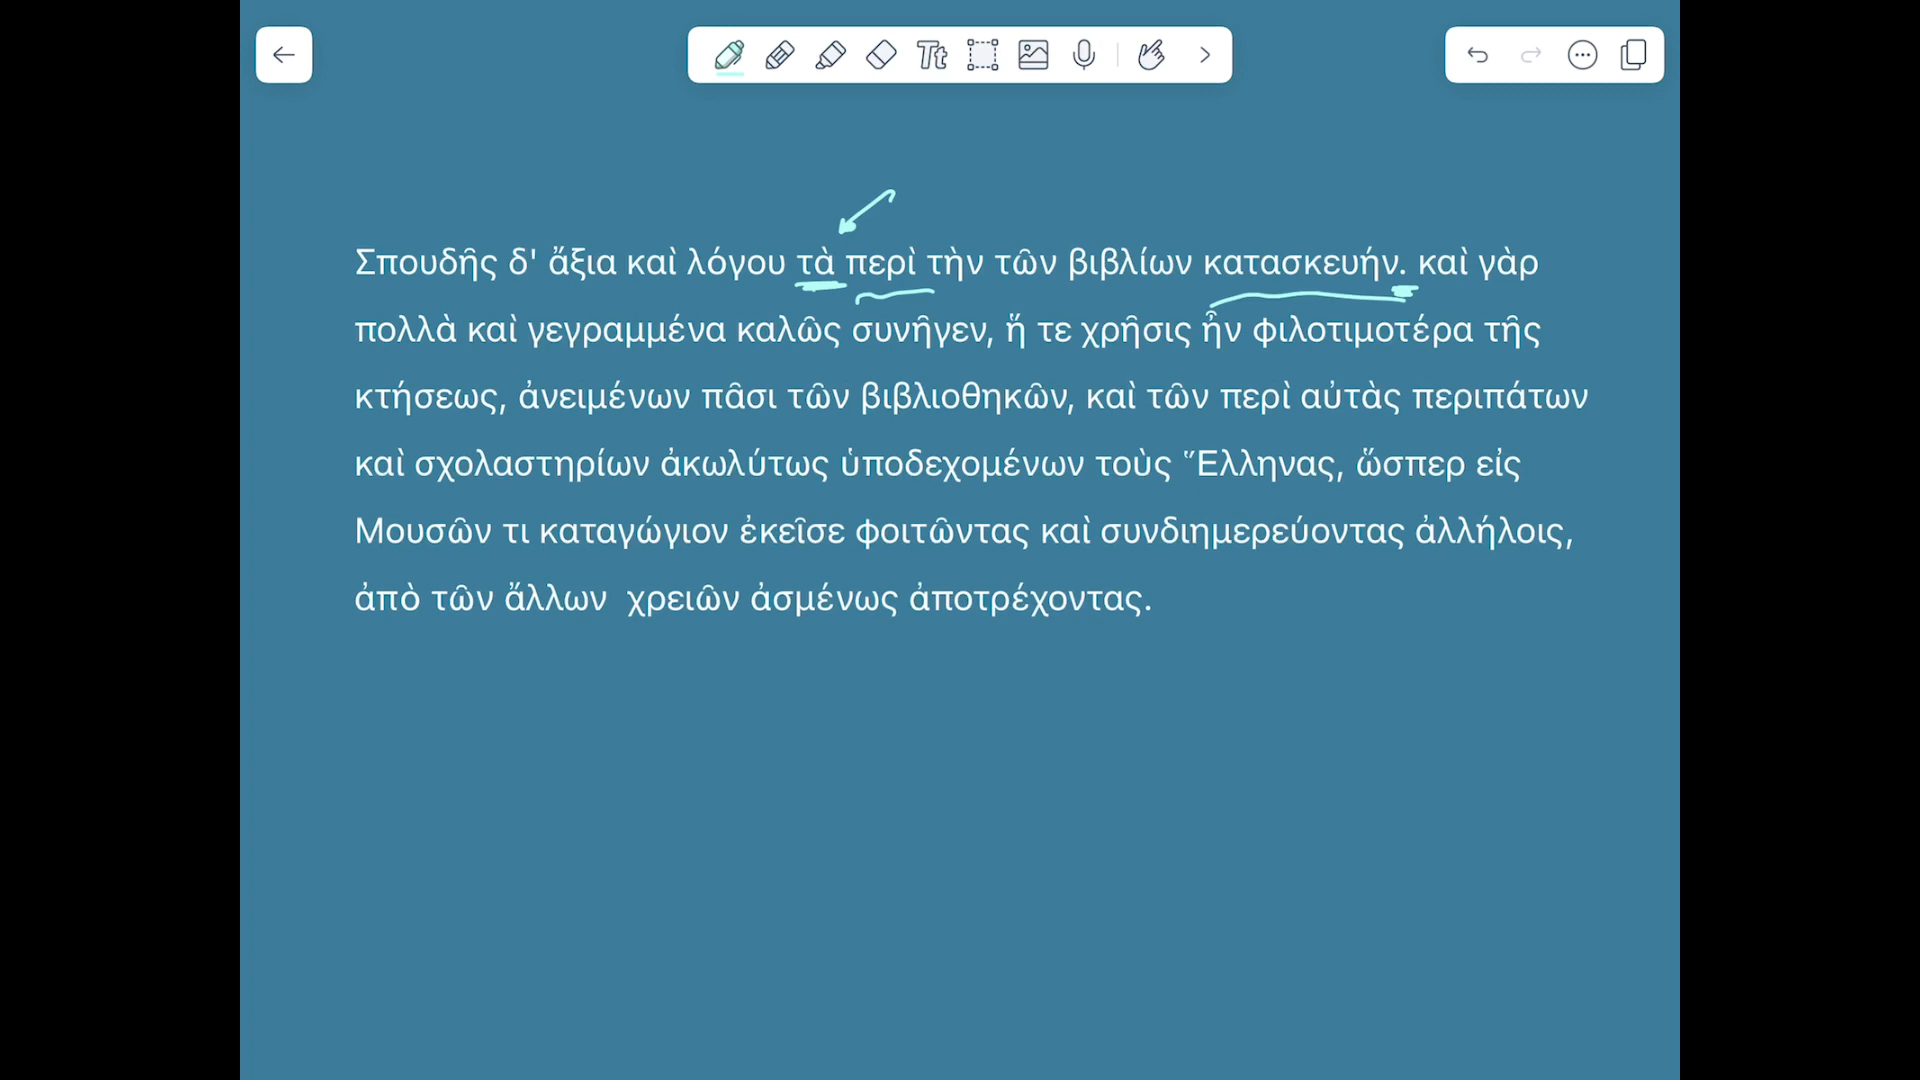 Tt
Σπουδῆς δ' ἄξια καὶ λόγου τὰ περὶ τὴν τῶν βιβλίων κατασκευήν. καὶ γὰρ
πολλὰ καὶ γεγραμμένα καλῶς συνῆγεν, ἥ τε χρῆσις ἦν φιλοτιμοτέρα τῆς
κτήσεως, ἀνειμένων πᾶσι τῶν βιβλιοθηκῶν, καὶ τῶν περὶ αὐτὰς περιπάτων
καὶ σχολαστηρίων ἀκωλύτως ὑποδεχομένων τοὺς Ἕλληνας, ὥσπερ εἰς
Μουσῶν τι καταγώγιον ἐκεῖσε φοιτῶντας καὶ συνδιημερεύοντας ἀλλήλοις,
ἀπὸ τῶν ἄλλων  χρειῶν ἀσμένως ἀποτρέχοντας.